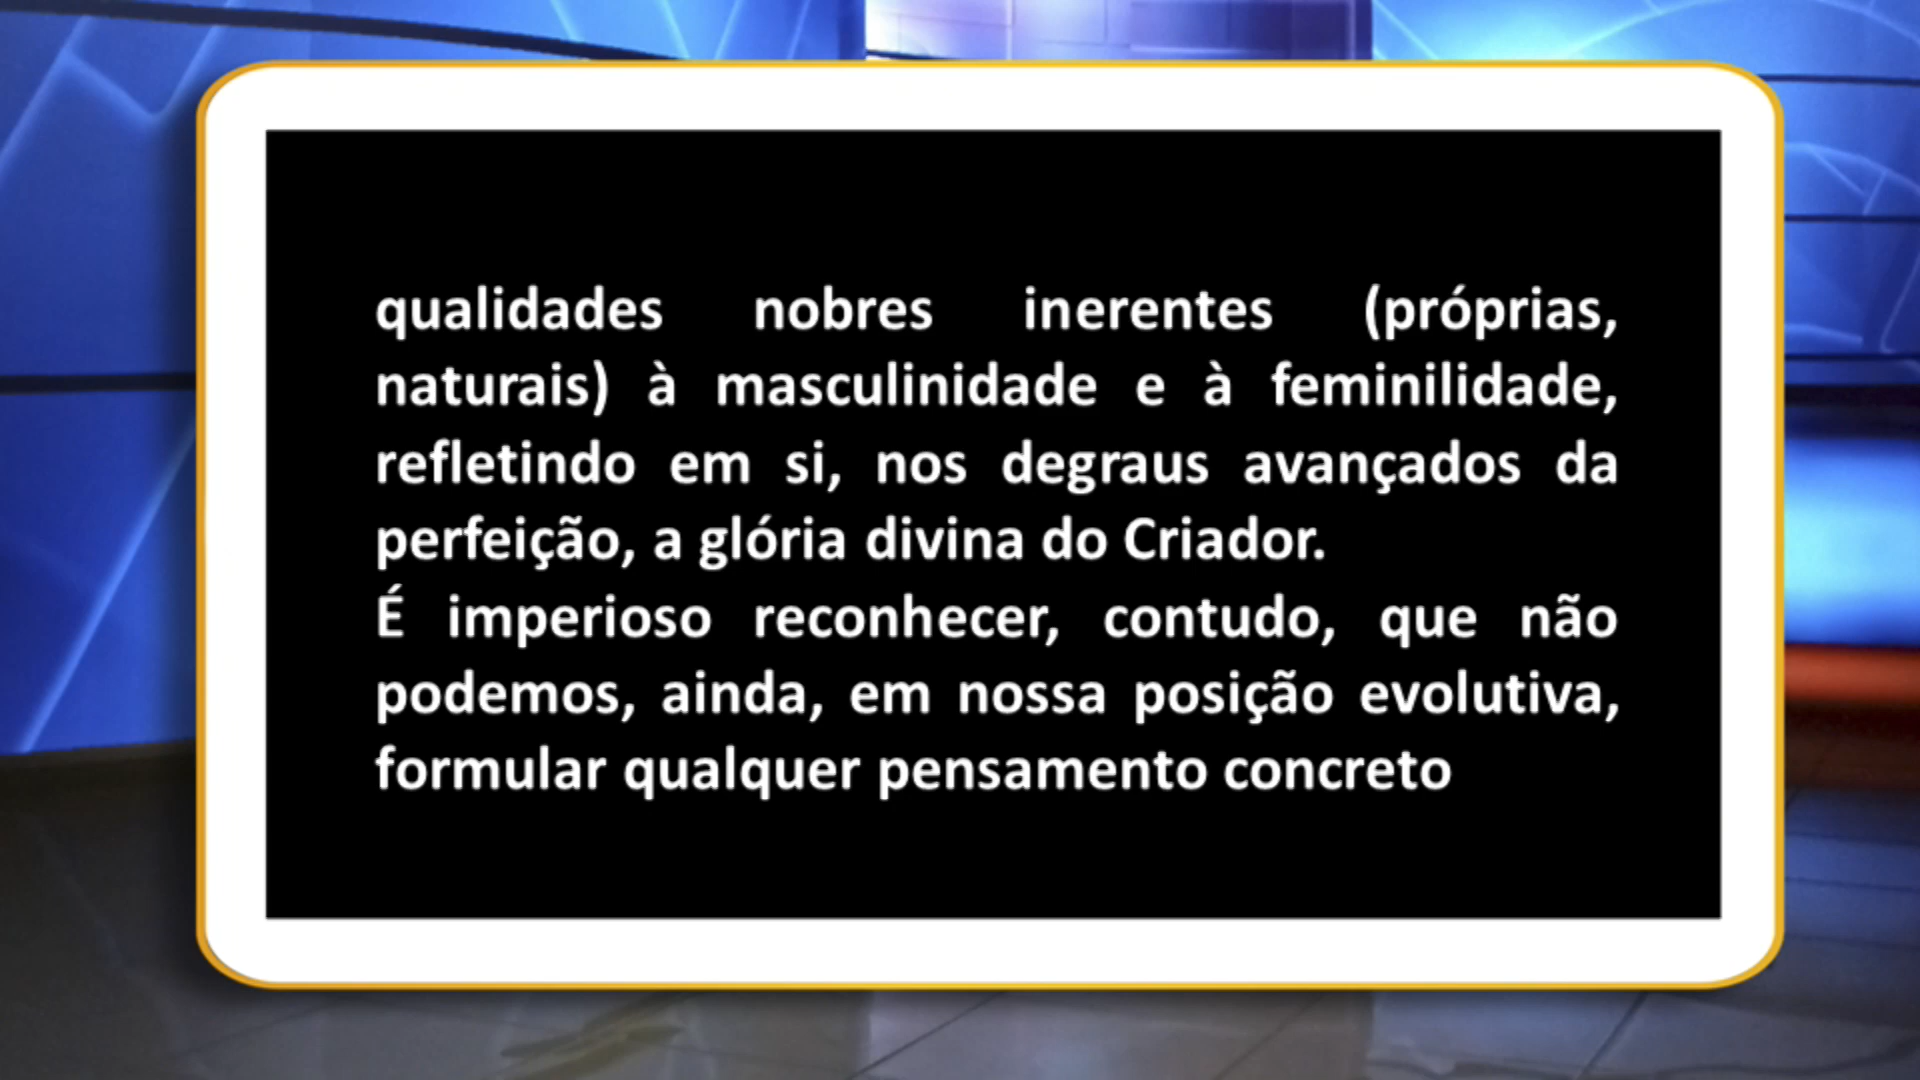 qualidades nobres inerentes (próprias,
naturais) à masculinidade e à feminilidade,
refletindo em si, nos degraus avançados da
perfeição, a glória divina do Criador.
É imperioso reconhecer, contudo, que não
podemos, ainda, em nossa posição evolutiva,
formular qualquer pensamento concreto